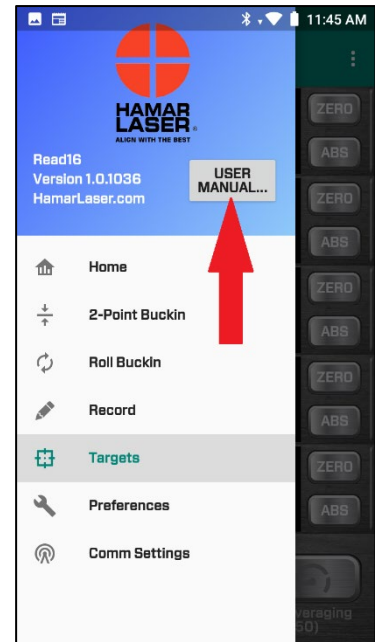 11:45 AM
HAMAR
LASER®
ALIGN WITH THE BEST
Read16
Version 1.0.1036
HamarLaser.com
USER
MANUAL...
Home
2-Point Buckin
Roll Buckin
Record
Targets
Preferences
Comm Settings
ZERO
ABS
ZERO
ABS
ZERO
ABS
ZERO
ABS
ZERO
ABS
veraging
50)